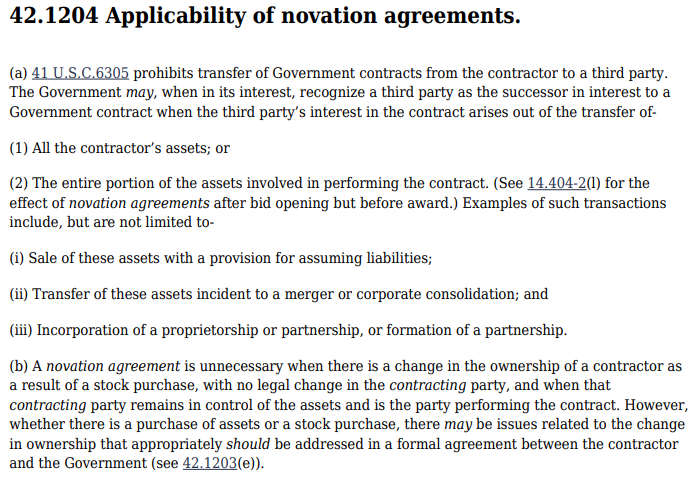 42.1204 Applicability of novation agreements.
(a) 41 U.S.C.6305 prohibits transfer of Government contracts from the contractor to a third party.
The Government may, when in its interest, recognize a third party as the successor in interest to a
Government contract when the third party’s interest in the contract arises out of the transfer of-
(1) All the contractor’s assets; or
(2) The entire portion of the assets involved in performing the contract. (See 14.404-2(l) for the
effect of novation agreements after bid opening but before award.) Examples of such transactions
include, but are not limited to-
(i) Sale of these assets with a provision for assuming liabilities;
(ii) Transfer of these assets incident to a merger or corporate consolidation; and
(iii) Incorporation of a proprietorship or partnership, or formation of a partnership.
(b) A novation agreement is unnecessary when there is a change in the ownership of a contractor as
a result of a stock purchase, with no legal change in the contracting party, and when that
contracting party remains in control of the assets and is the party performing the contract. However,
whether there is a purchase of assets or a stock purchase, there may be issues related to the change
in ownership that appropriately should be addressed in a formal agreement between the contractor
and the Government (see 42.1203(e)).